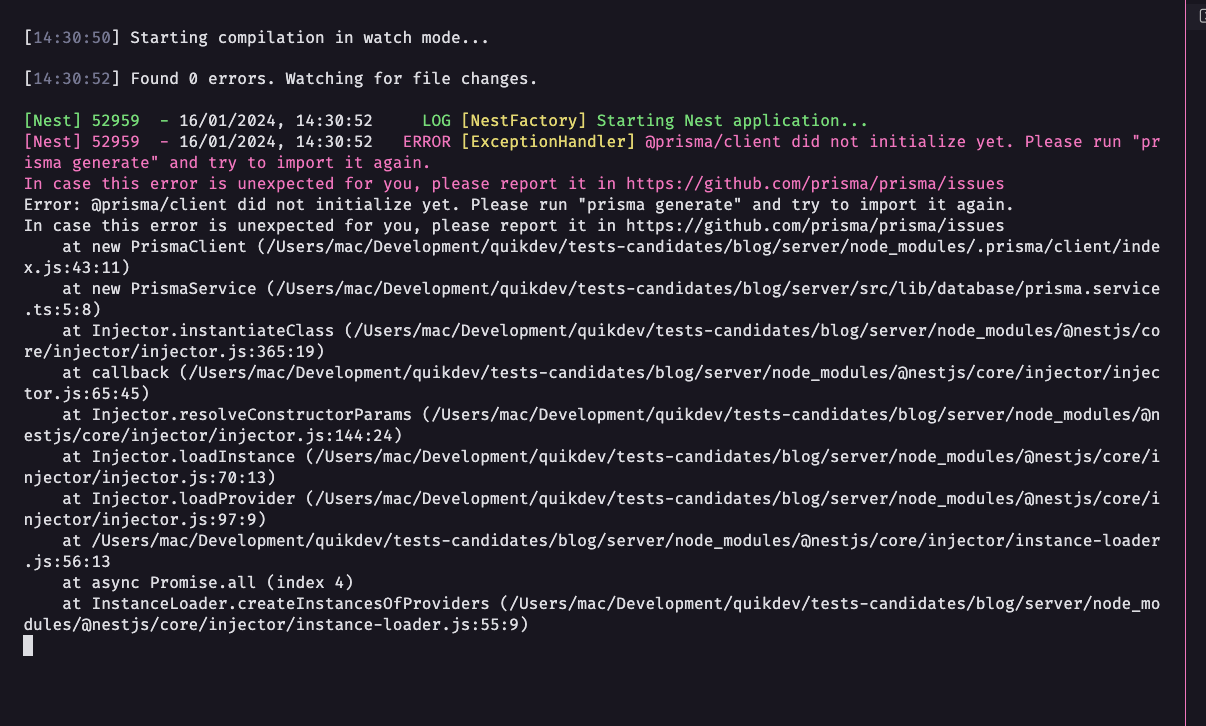 [14:30:50] Starting compilation in watch mode...
[14:30:52] Found 0 errors. Watching for file changes.
[Nest] 52959  - 16/01/2024, 14:30:52     LOG [NestFactory] Starting Nest application...
[Nest] 52959  - 16/01/2024, 14:30:52   ERROR [ExceptionHandler] @prisma/client did not initialize yet. Please run "pr
isma generate" and try to import it again.
In case this error is unexpected for you, please report it in https://github.com/prisma/prisma/issues
Error: @prisma/client did not initialize yet. Please run "prisma generate" and try to import it again.
In case this error is unexpected for you, please report it in https://github.com/prisma/prisma/issues
    at new PrismaClient (/Users/mac/Development/quikdev/tests-candidates/blog/server/node_modules/.prisma/client/inde
x.js:43:11)
    at new PrismaService (/Users/mac/Development/quikdev/tests-candidates/blog/server/src/lib/database/prisma.service
.ts:5:8)
    at Injector.instantiateClass (/Users/mac/Development/quikdev/tests-candidates/blog/server/node_modules/@nestjs/co
re/injector/injector.js:365:19)
    at callback (/Users/mac/Development/quikdev/tests-candidates/blog/server/node_modules/@nestjs/core/injector/injec
tor.js:65:45)
    at Injector.resolveConstructorParams (/Users/mac/Development/quikdev/tests-candidates/blog/server/node_modules/@n
estjs/core/injector/injector.js:144:24)
    at Injector.loadInstance (/Users/mac/Development/quikdev/tests-candidates/blog/server/node_modules/@nestjs/core/i
njector/injector.js:70:13)
    at Injector.loadProvider (/Users/mac/Development/quikdev/tests-candidates/blog/server/node_modules/@nestjs/core/i
njector/injector.js:97:9)
    at /Users/mac/Development/quikdev/tests-candidates/blog/server/node_modules/@nestjs/core/injector/instance-loader
.js:56:13
    at async Promise.all (index 4)
    at InstanceLoader.createInstancesOfProviders (/Users/mac/Development/quikdev/tests-candidates/blog/server/node_mo
dules/@nestjs/core/injector/instance-loader.js:55:9)